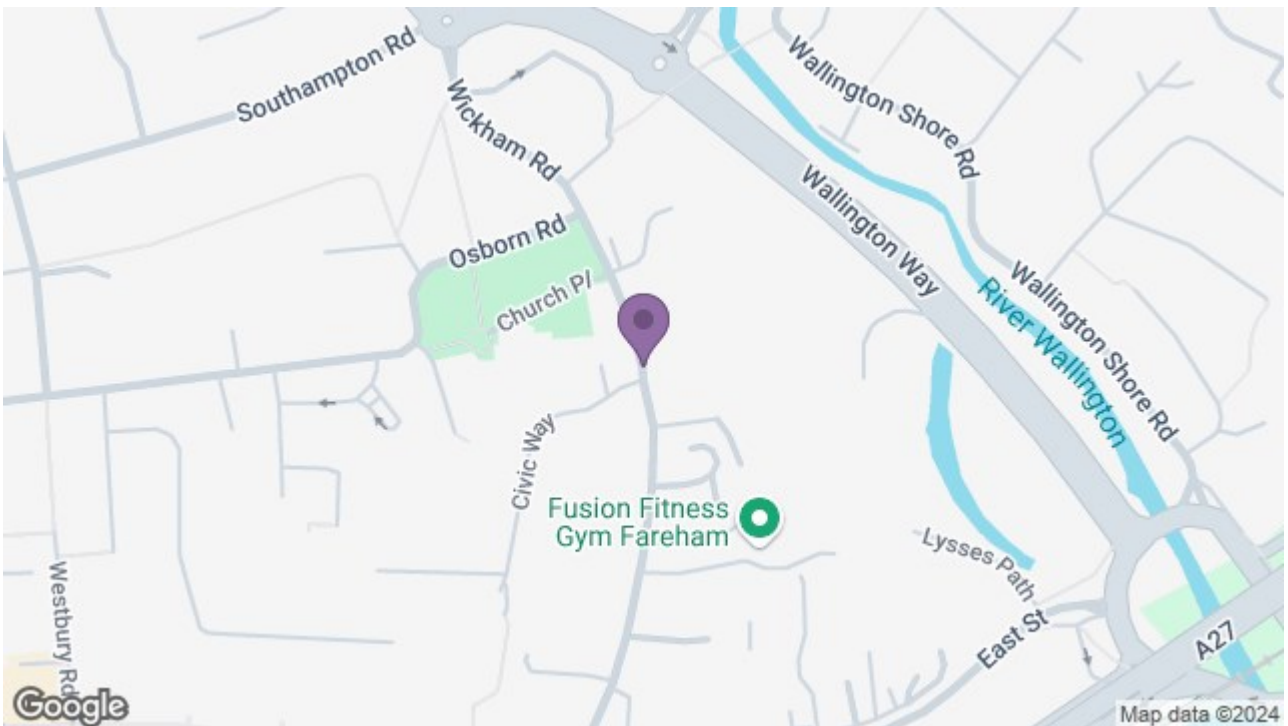 Southampton Rd
Wickham Rd
Wallington Shore Rd
Wallington Way
Osborn Rd
Church Pl
Wallington Shore Rd
River Wallington
Civic Way
Fusion Fitness
Gym Fareham
Lysses Path
Westbury Rd
East St
A27
Google
Map data ©2024